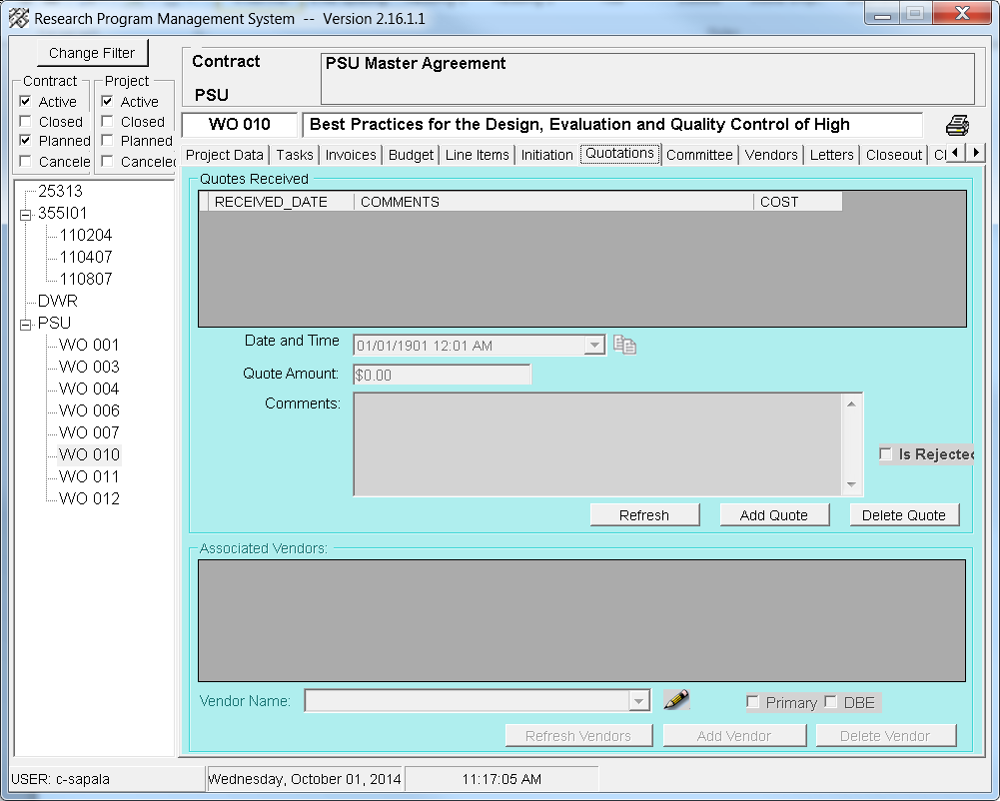 Research Program Management System -- Version 2.16.1.1
Change Filter
Contract
Active
Closed
Planned
Cancele
Project
Active
Closed
Planned
Cancelec
25313
355I01
110204
110407
110807
DWR
PSU
WO 001
WO 003
WO 004
WO 006
WO 007
WO 010
WO 011
WO 012
Contract
PSU Master Agreement
PSU
WO 010 Best Practices for the Design, Evaluation and Quality Control of High
Project Data Tasks Invoices Budget Line Items Initiation Quotations Committee Vendors Letters Closeout
Quotes Received
RECEIVED_DATE COMMENTS COST
Date and Time 01/01/1901 12:01 AM
Quote Amount: $0.00
Comments:
Is Rejected
Refresh Add Quote Delete Quote
Associated Vendors:
Vendor Name: Primary DBE
Refresh Vendors Add Vendor Delete Vendor
USER: c-sapala Wednesday, October 01, 2014 11:17:05 AM